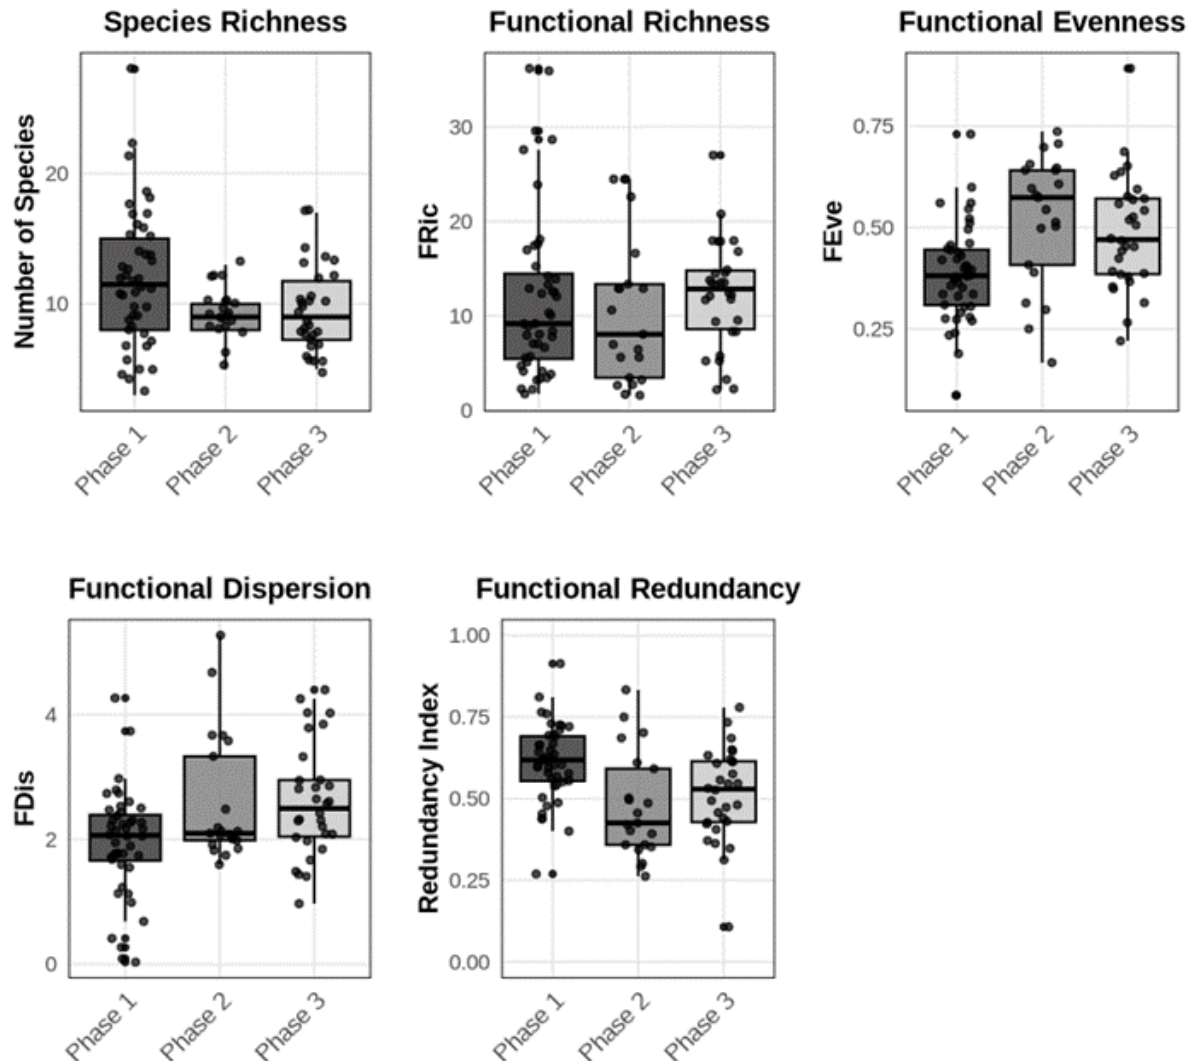 Species Richness
Number of Species
20
10
Phase 1
Phase 2
Phase 3
Functional Richness
FRic
30
20
10
0
Phase 1
Phase 2
Phase 3
Functional Evenness
FEve
0.75
0.50
0.25
Phase 1
Phase 2
Phase 3
Functional Dispersion
FDis
4
2
0
Phase 1
Phase 2
Phase 3
Functional Redundancy
Redundancy Index
1.00
0.75
0.50
0.25
0.00
Phase 1
Phase 2
Phase 3